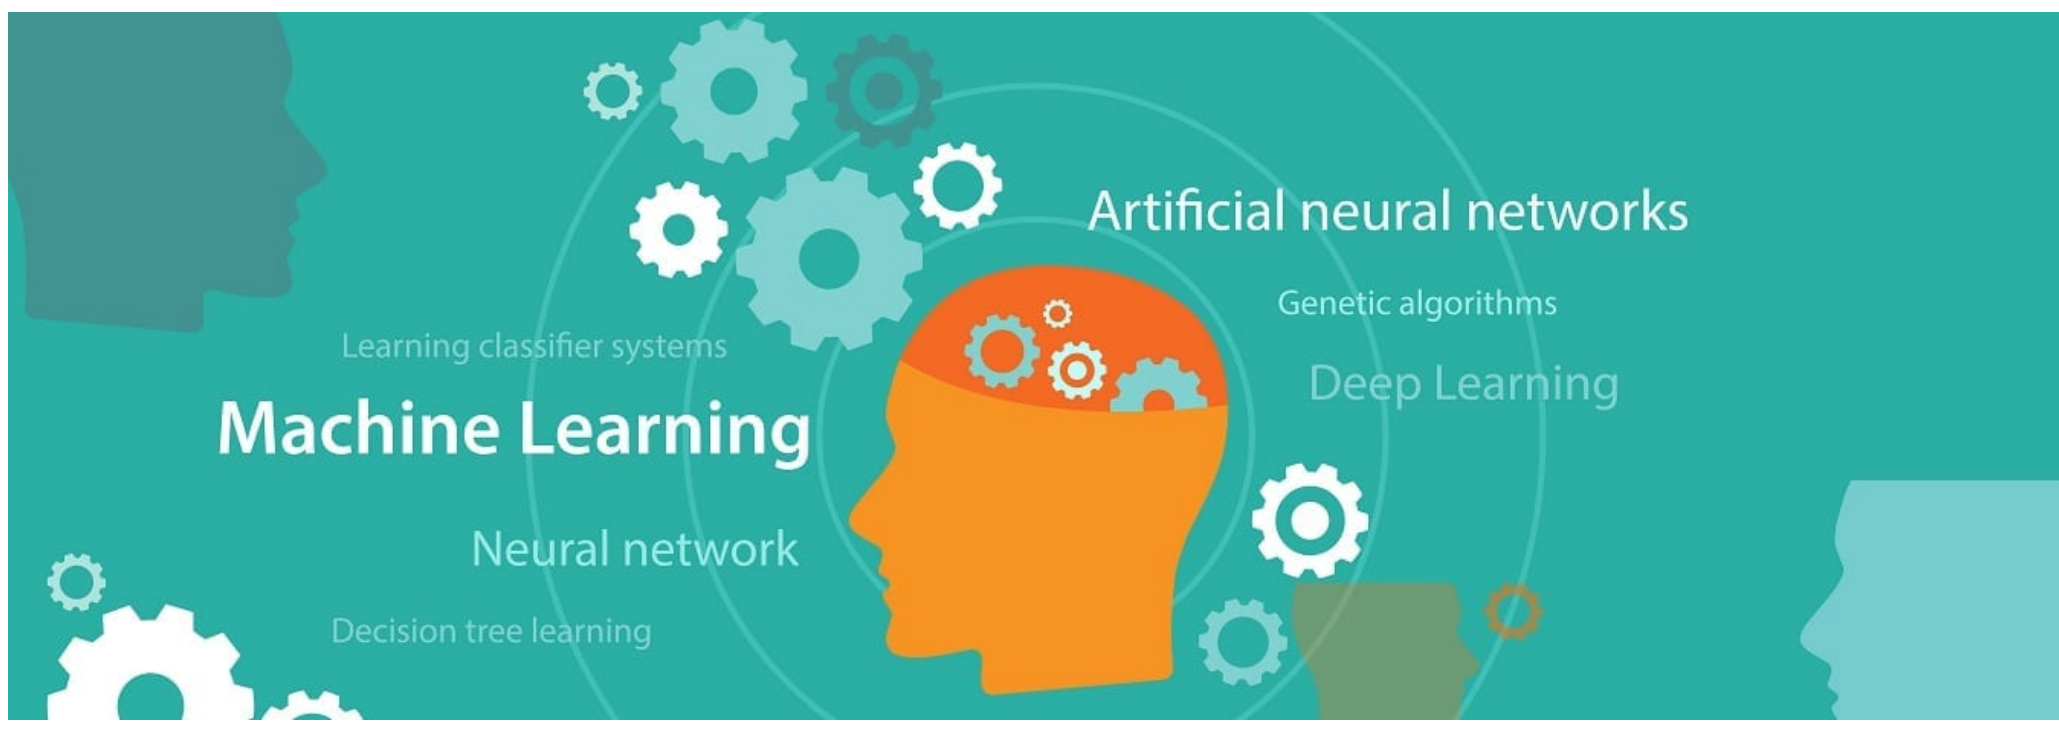 Artificial neural networks
Genetic algorithms
Learning classifier systems
Deep Learning
Machine Learning
Neural network
Decision tree learning